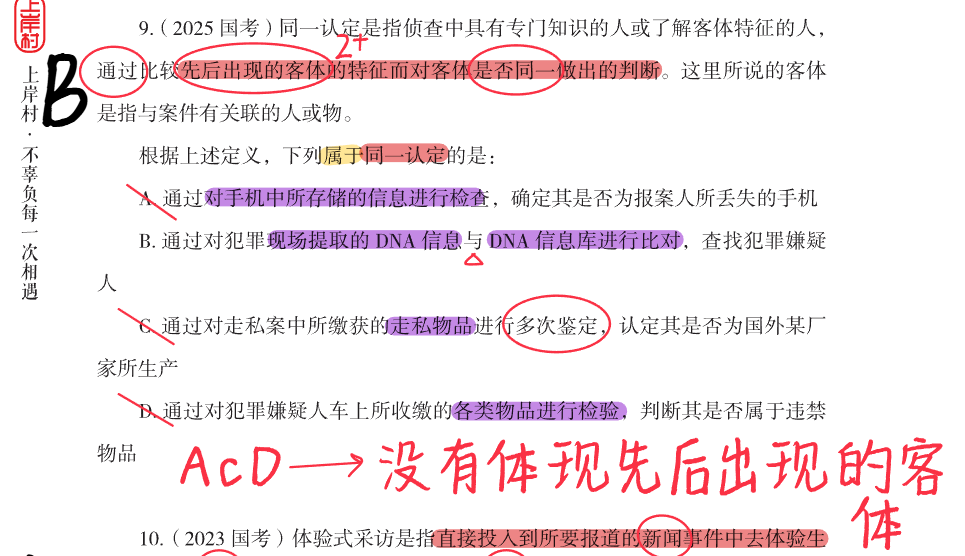 上岸村
上岸村·不辜负每一次相遇
B
9.（2025 国考）同一认定是指侦查中具有专门知识的人或了解客体特征的人，
2+
通过比较先后出现的客体的特征而对客体是否同一做出的判断。这里所说的客体
是指与案件有关联的人或物。
根据上述定义，下列属于同一认定的是：
A. 通过对手机中所存储的信息进行检查，确定其是否为报案人所丢失的手机
B. 通过对犯罪现场提取的 DNA 信息与 DNA 信息库进行比对，查找犯罪嫌疑
人
C. 通过对走私案中所缴获的走私物品进行多次鉴定，认定其是否为国外某厂
家所生产
D. 通过对犯罪嫌疑人车上所收缴的各类物品进行检验，判断其是否属于违禁
物品
ACD→没有体现先后出现的客
体
10.（2023 国考）体验式采访是指直接投入到所要报道的新闻事件中去体验生